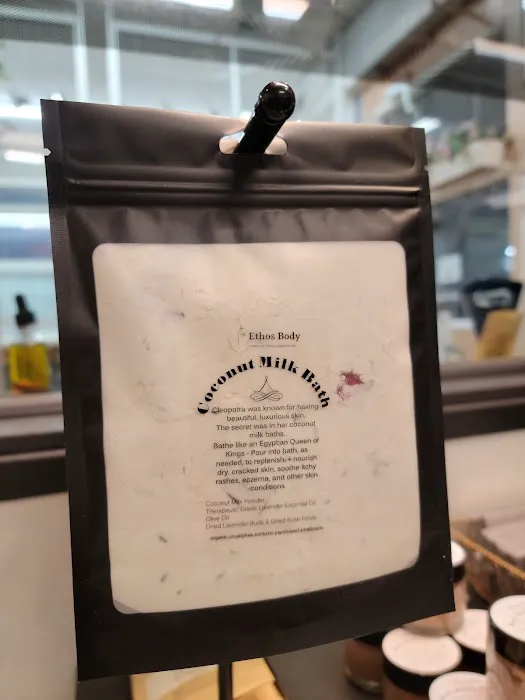 Ethos Body
Coconut Milk Bath
Cleopatra was known for having
beautiful, luxurious skin.
The secret was in her coconut
milk baths.
Bathe like an Egyptian Queen of
Kings - Pour into bath, as
needed, to replenish + nourish
dry, cracked skin, soothe itchy
rashes, eczema, and other skin
conditions
Coconut Milk Powder,
Therapeutic Grade Lavender Essential Oil
Olive Oil
Dried Lavender Buds & Dried Rose Petals